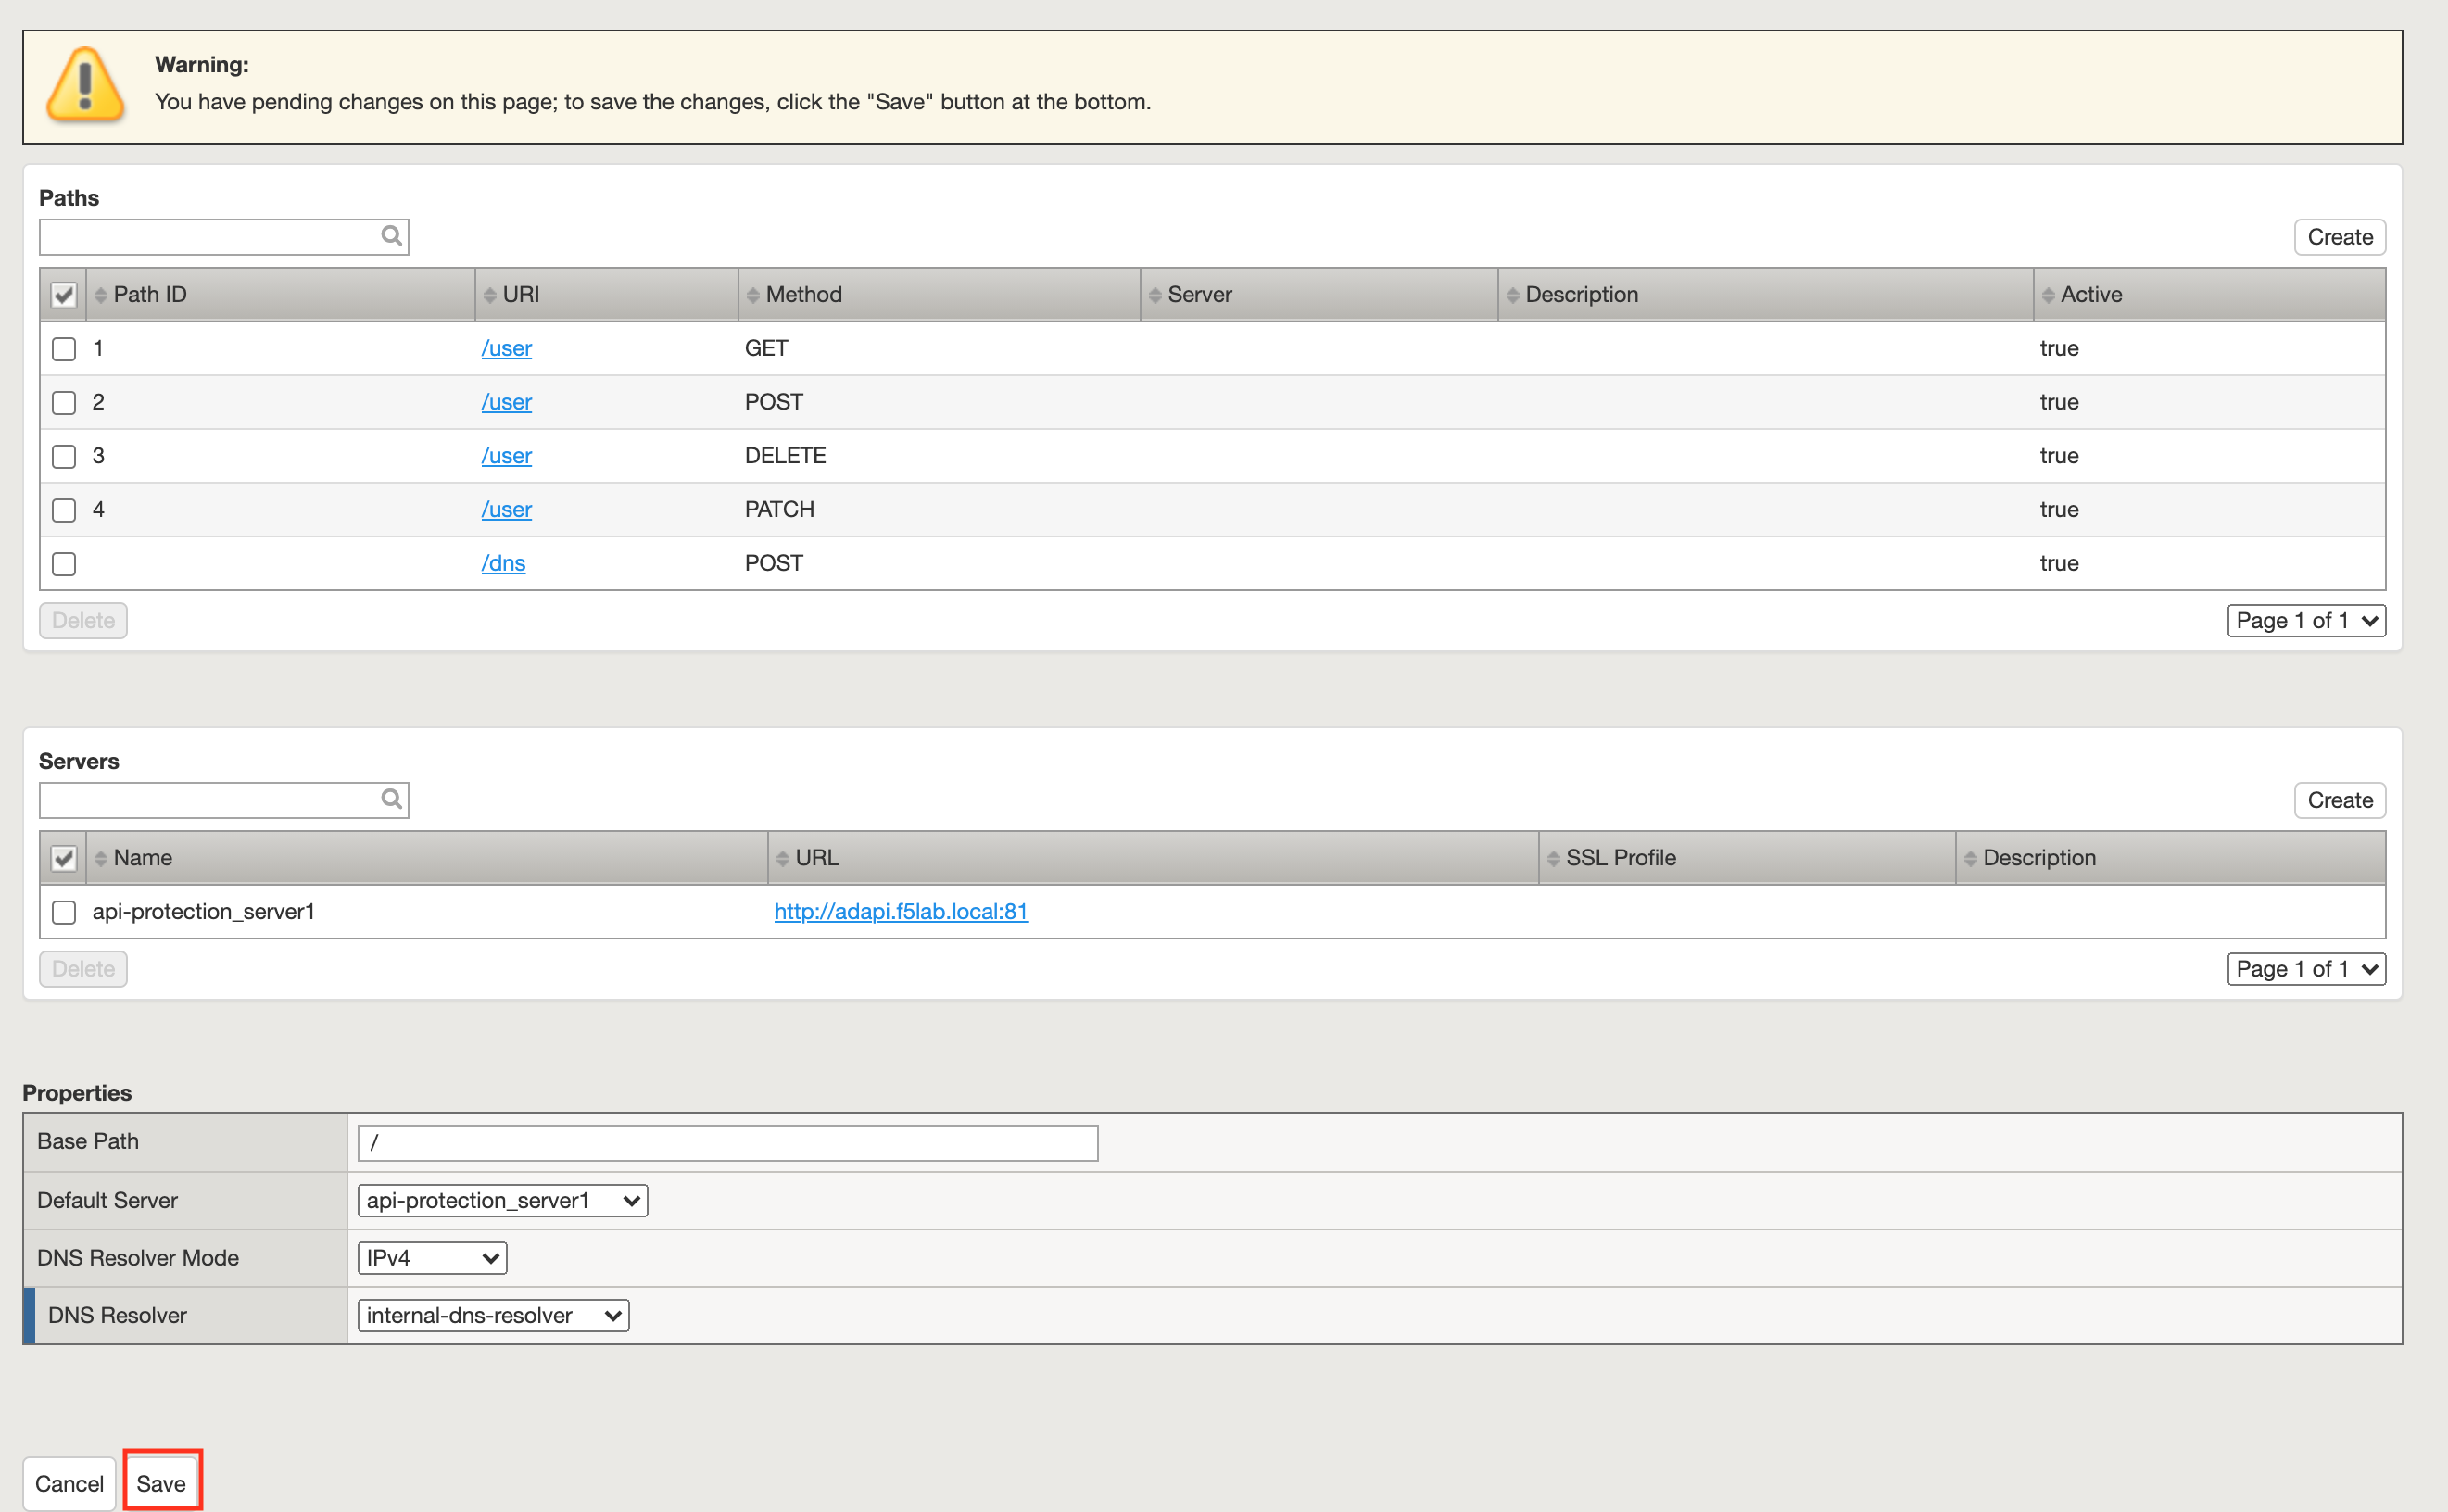 Warning:
You have pending changes on this page; to save the changes, click the "Save" button at the bottom.
Paths
Create
Path ID URI Method Server Description Active
1 /user GET true
2 /user POST true
3 /user DELETE true
4 /user PATCH true
/dns POST true
Delete Page 1 of 1
Servers
Create
Name URL SSL Profile Description
api-protection_server1 http://adapi.f5lab.local:81
Delete Page 1 of 1
Properties
Base Path /
Default Server api-protection_server1
DNS Resolver Mode IPv4
DNS Resolver internal-dns-resolver
Cancel Save